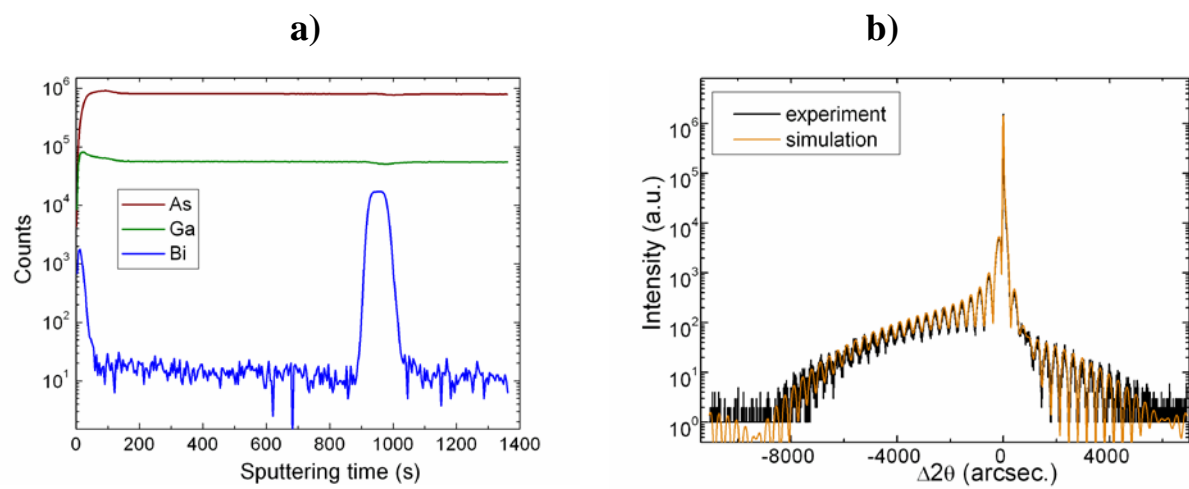 a)
b)
10^6
10^5
10^4
10^3
10^2
10^1
Counts
As
Ga
Bi
0 200 400 600 800 1000 1200 1400
Sputtering time (s)
experiment
simulation
10^6
10^5
10^4
10^3
10^2
10^1
10^0
Intensity (a.u.)
-8000 -4000 0 4000
Δ2θ (arcsec.)